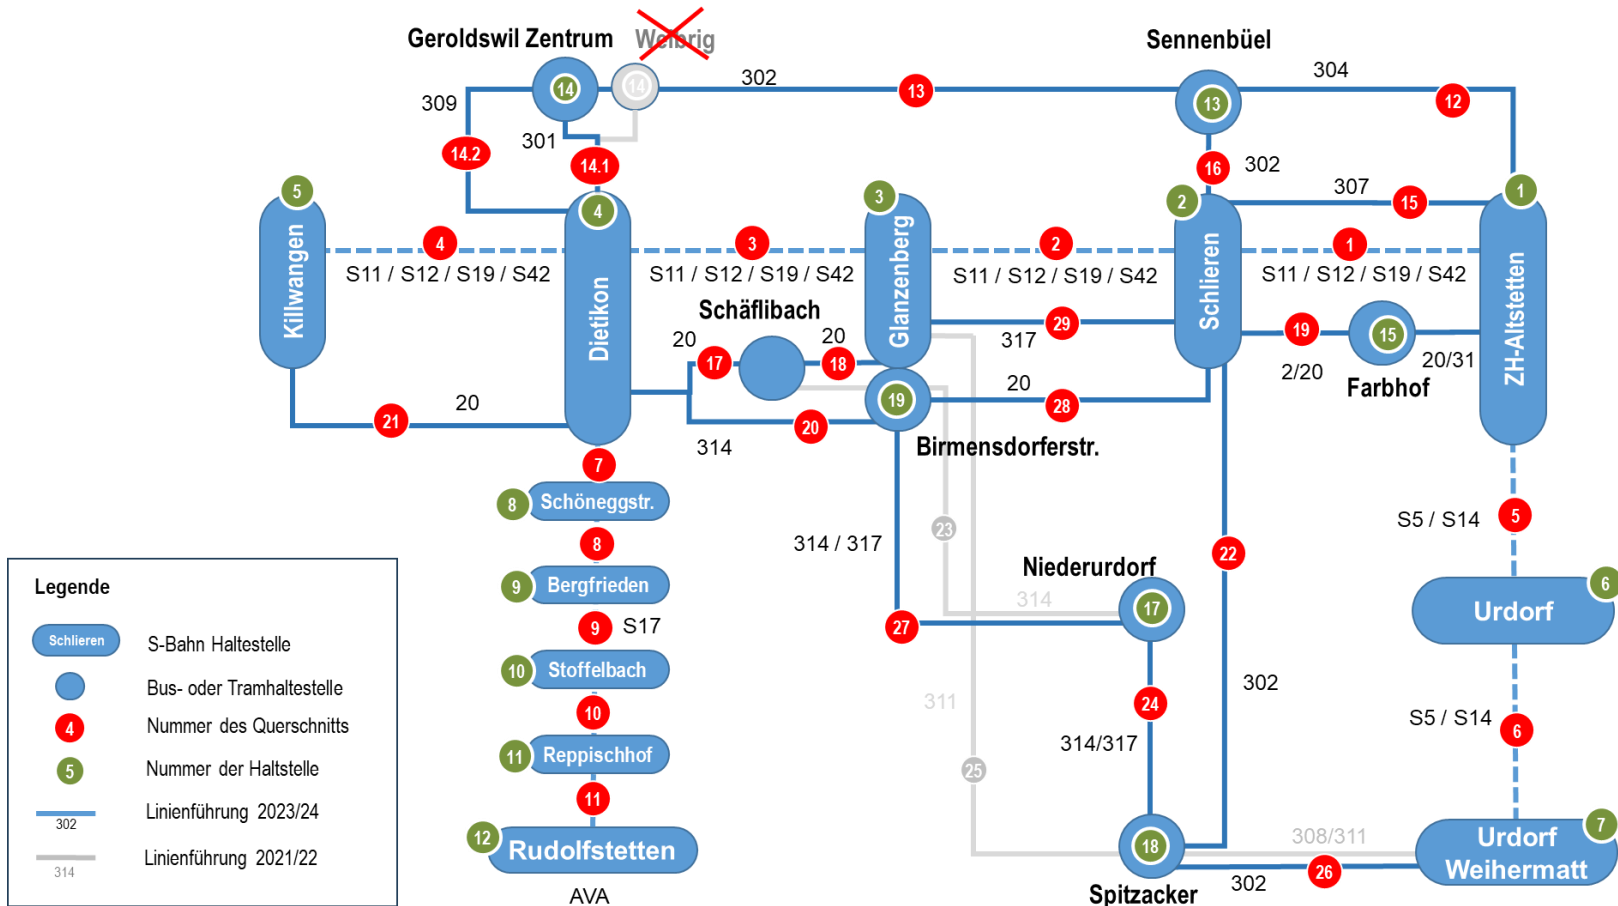 Geroldswil Zentrum
Weibrig
Sennenbüel
14
14
302
13
13
304
12
309
301
14.2
14.1
16
302
307
15
5
4
3
2
1
Killwangen
Dietikon
Glanzenberg
Schlieren
ZH-Altstetten
4
3
2
1
S11 / S12 / S19 / S42
S11 / S12 / S19 / S42
S11 / S12 / S19 / S42
S11 / S12 / S19 / S42
Schäflibach
20
17
20
18
29
317
19
15
2/20
20/31
Farbhof
21
20
20
314
19
20
28
Birmensdorferstr.
7
8
Schöneggstr.
8
9
Bergfrieden
9
S17
10
Stoffelbach
10
11
Reppischhof
11
12
Rudolfstetten
AVA
314 / 317
23
27
314
Niederurdorf
17
22
302
311
25
24
314/317
18
Spitzacker
308/311
302
26
S5 / S14
5
Urdorf
6
S5 / S14
6
7
Urdorf
Weihermatt
Legende
Schlieren
S-Bahn Haltestelle
Bus- oder Tramhaltestelle
4
Nummer des Querschnitts
5
Nummer der Haltstelle
302
Linienführung 2023/24
314
Linienführung 2021/22